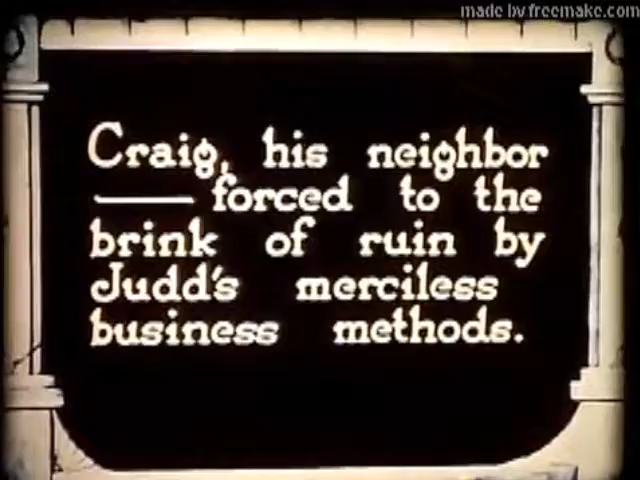 made by freemake.com
Craig, his neighbor
— forced to the
brink of ruin by
Judd's merciless
business methods.